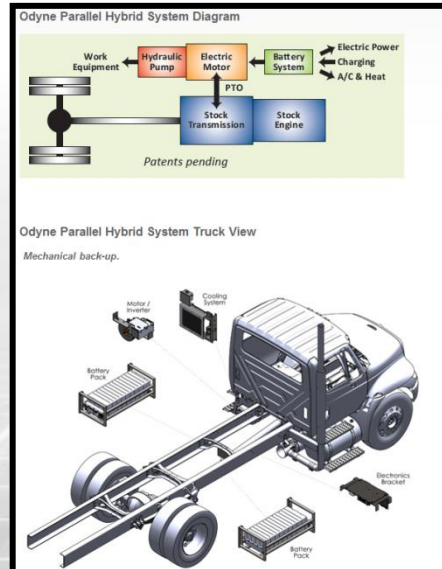 Odyne Parallel Hybrid System Diagram
Work
Equipment
Hydraulic
Pump
Electric
Motor
Battery
System
Electric Power
Charging
A/C & Heat
PTO
Stock
Transmission
Stock
Engine
Patents pending
Odyne Parallel Hybrid System Truck View
Mechanical back-up.
Cooling
System
Motor /
Inverter
Battery
Pack
Electronics
Bracket
Battery
Pack